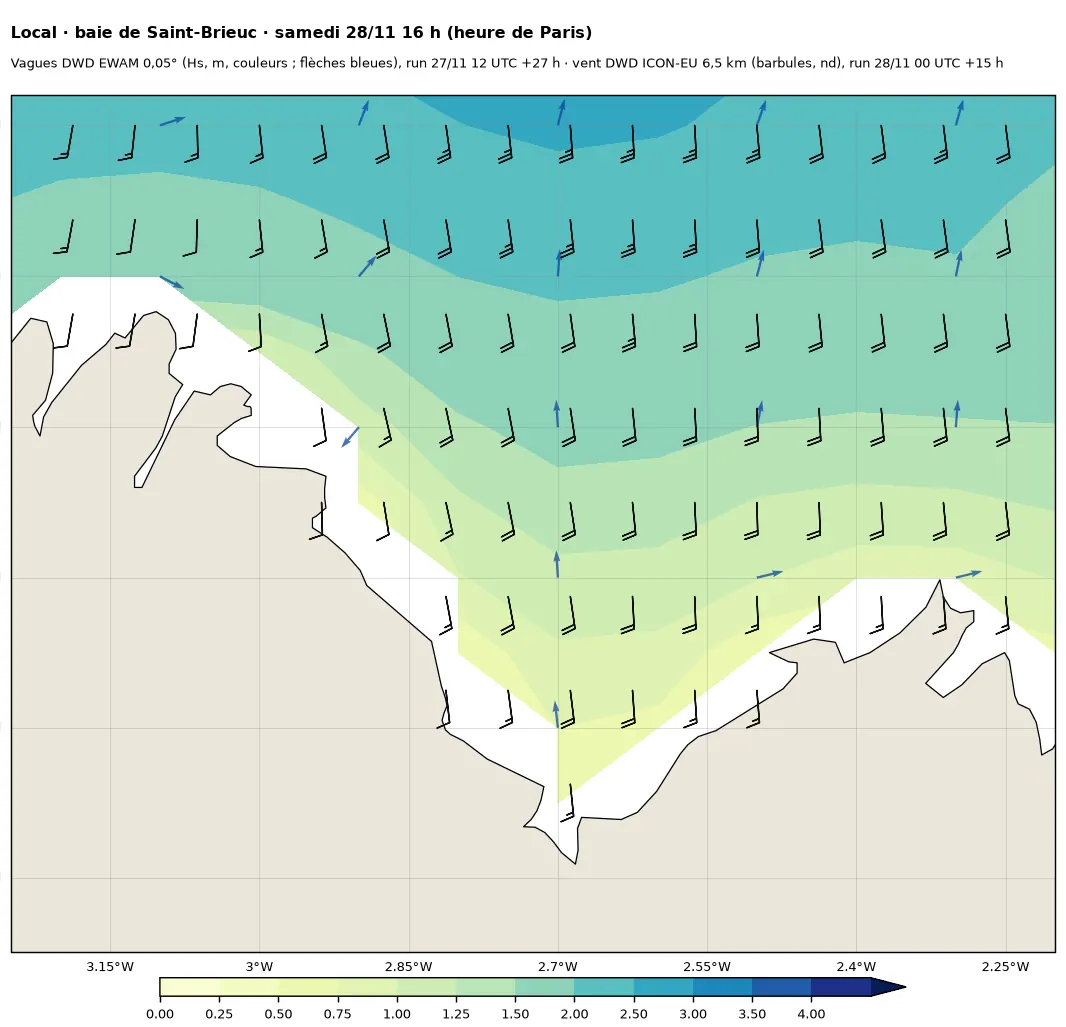 Local · baie de Saint-Brieuc · samedi 28/11 16 h (heure de Paris)
Vagues DWD EWAM 0,05° (Hs, m, couleurs ; flèches bleues), run 27/11 12 UTC +27 h · vent DWD ICON-EU 6,5 km (barbules, nd), run 28/11 00 UTC +15 h
3.15°W 3°W 2.85°W 2.7°W 2.55°W 2.4°W 2.25°W
0.00 0.25 0.50 0.75 1.00 1.25 1.50 2.00 2.50 3.00 3.50 4.00